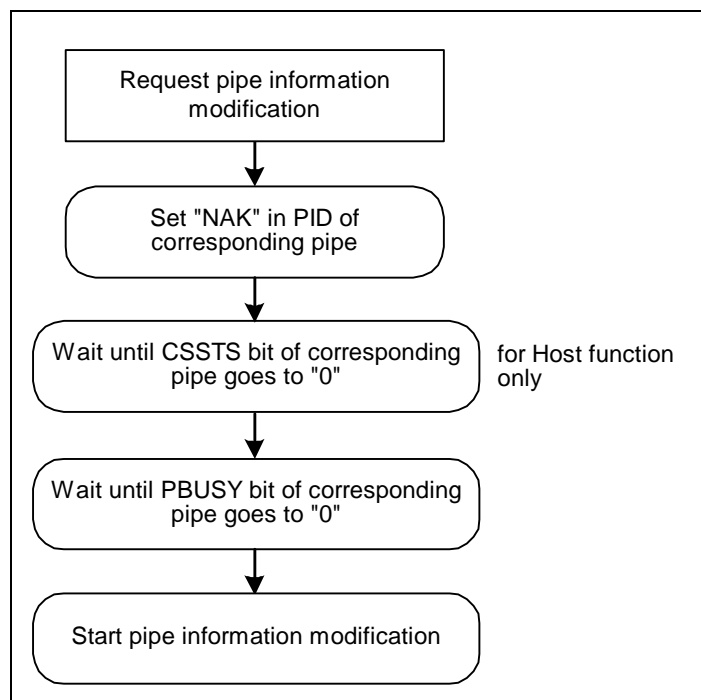 Request pipe information
modification
Set "NAK" in PID of
corresponding pipe
Wait until CSSTS bit of corresponding
pipe goes to "0"
for Host function
only
Wait until PBUSY bit of corresponding
pipe goes to "0"
Start pipe information modification